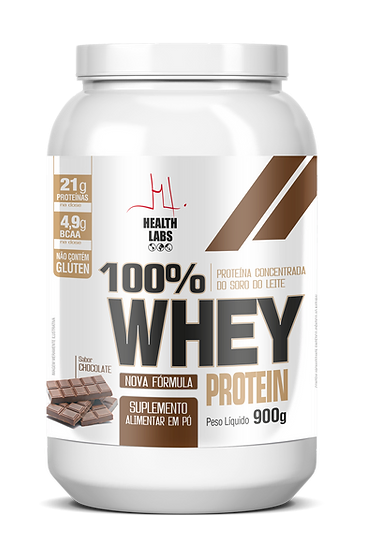 21g
PROTEÍNAS
4,9g
BCAA
NÃO CONTÉM
GLUTEN
HEALTH
LABS
100%
PROTEÍNA CONCENTRADA
DO SORO DO LEITE
WHEY
Sabor
CHOCOLATE
NOVA FÓRMULA
PROTEIN
SUPLEMENTO
ALIMENTAR EM PÓ
Peso Líquido 900g